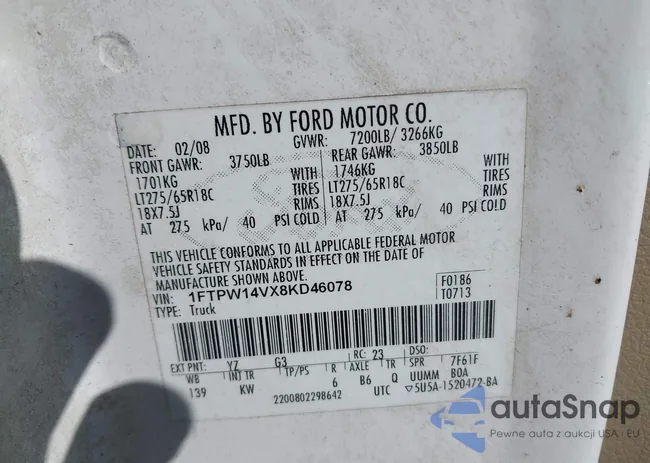 MFD. BY FORD MOTOR CO.
DATE: 02/08 GVWR: 7200LB/ 3266KG
FRONT GAWR: 3750LB REAR GAWR: 3850LB
1701KG WITH 1746KG WITH
LT275/65R18C TIRES LT275/65R18C TIRES
18X7.5J RIMS 18X7.5J RIMS
AT 275 kPa/ 40 PSI COLD AT 275 kPa/ 40 PSI COLD
THIS VEHICLE CONFORMS TO ALL APPLICABLE FEDERAL MOTOR
VEHICLE SAFETY STANDARDS IN EFFECT ON THE DATE OF
MANUFACTURE SHOWN ABOVE.
VIN: 1FTPW14VX8KD46078 F0186
TYPE: Truck T0713
EXT PNT: YZ G3 RC: 23 DSO:
WB INT TR TP/PS R AXLE TR SPR 7F61F
139 KW 6 B6 Q UUMM BOA
2200802298642 UTC ▽5U5A-1520472-BA
autoSnap
Pewne auta z aukcji USA i EU